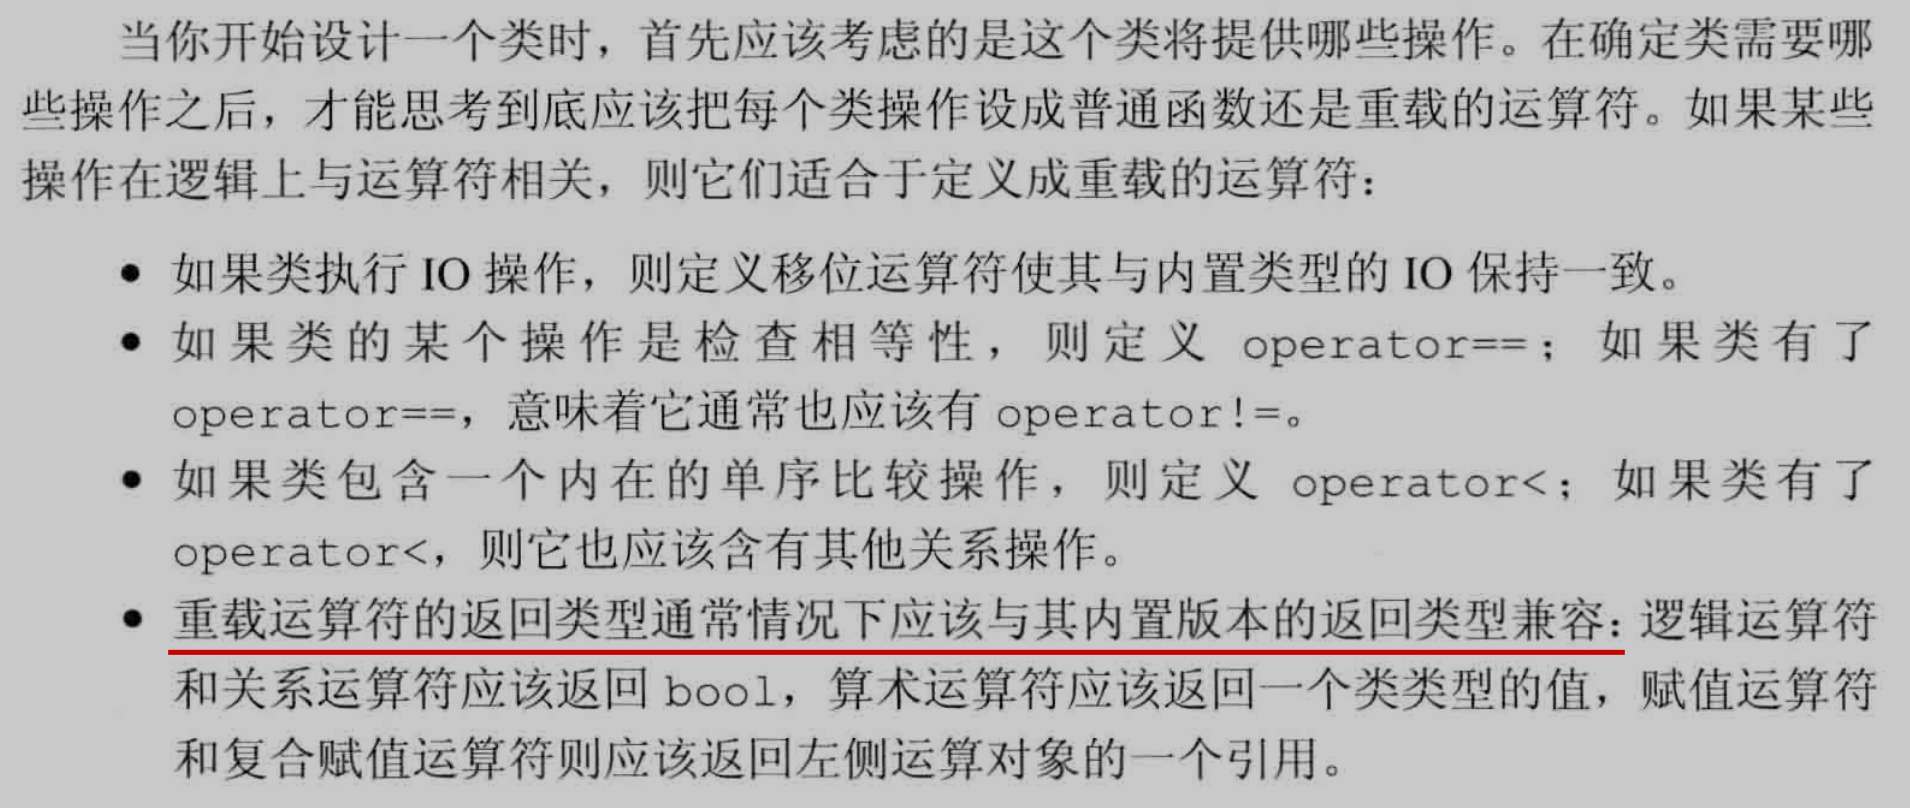 当你开始设计一个类时，首先应该考虑的是这个类将提供哪些操作。在确定类需要哪
些操作之后，才能思考到底应该把每个类操作设成普通函数还是重载的运算符。如果某些
操作在逻辑上与运算符相关，则它们适合于定义成重载的运算符：
● 如果类执行 IO 操作，则定义移位运算符使其与内置类型的 IO 保持一致。
● 如果类的某个操作是检查相等性，则定义 operator==；如果类有了
operator==，意味着它通常也应该有 operator!=。
● 如果类包含一个内在的单序比较操作，则定义 operator<；如果类有了
operator<，则它也应该含有其他关系操作。
● 重载运算符的返回类型通常情况下应该与其内置版本的返回类型兼容：逻辑运算符
和关系运算符应该返回 bool，算术运算符应该返回一个类类型的值，赋值运算符
和复合赋值运算符则应该返回左侧运算对象的一个引用。